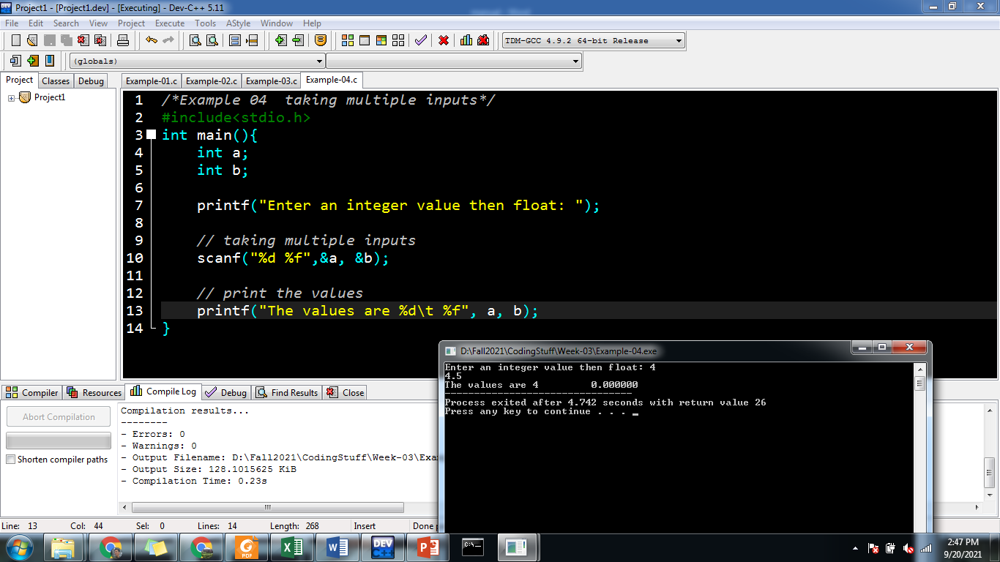 Project1 - [Project1.dev] - [Executing] - Dev-C++ 5.11
File Edit Search View Project Execute Tools AStyle Window Help
TDM-GCC 4.9.2 64-bit Release
(globals)
Project Classes Debug Example-01.c Example-02.c Example-03.c Example-04.c
Project1
1 /*Example 04  taking multiple inputs*/
2 #include<stdio.h>
3 int main(){
4     int a;
5     int b;
6
7     printf("Enter an integer value then float: ");
8
9     // taking multiple inputs
10     scanf("%d %f",&a, &b);
11
12     // print the values
13     printf("The values are %d\t %f", a, b);
14 }
D:\Fall2021\CodingStuff\Week-03\Example-04.exe
Enter an integer value then float: 4
4.5
The values are 4         0.000000
--------------------------------
Process exited after 4.742 seconds with return value 26
Press any key to continue . . . _
Compiler Resources Compile Log Debug Find Results Close
Abort Compilation
Shorten compiler paths
Compilation results...
--------
- Errors: 0
- Warnings: 0
- Output Filename: D:\Fall2021\CodingStuff\Week-03\Exa
- Output Size: 128.1015625 KiB
- Compilation Time: 0.23s
Line: 13 Col: 44 Sel: 0 Lines: 14 Length: 268 Insert Done
PDF
DEV C++
C:\
2:47 PM
9/20/2021